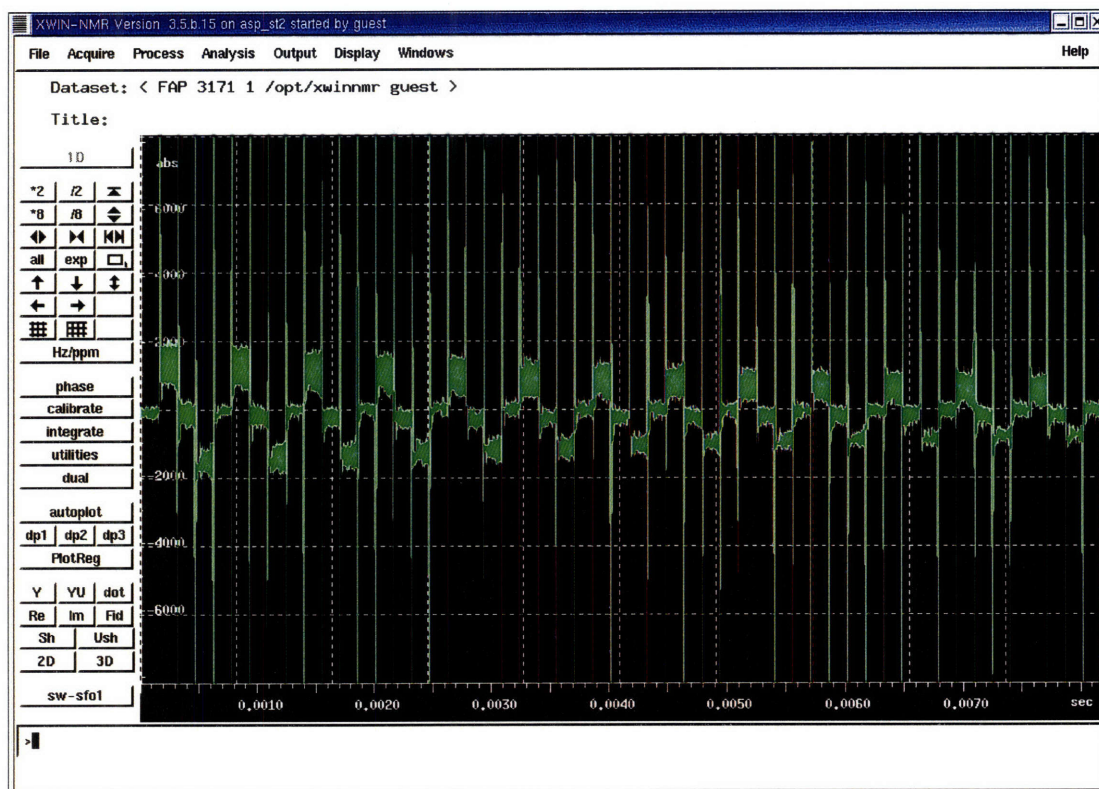 XWIN-NMR Version 3.5.b.15 on asp_st2 started by guest
File Acquire Process Analysis Output Display Windows Help
Dataset: < FAP 3171 1 /opt/xwinnmr guest >
Title:
1D
*2 /2
*8 /8
all exp
Hz/ppm
phase
calibrate
integrate
utilities
dual
autoplot
dp1 dp2 dp3
PlotReg
Y YU dot
Re Im Fid
Sh Ush
2D 3D
sw-sfo1
abs
6000
4000
2000
-2000
-4000
-6000
0.0010 0.0020 0.0030 0.0040 0.0050 0.0060 0.0070 sec
>